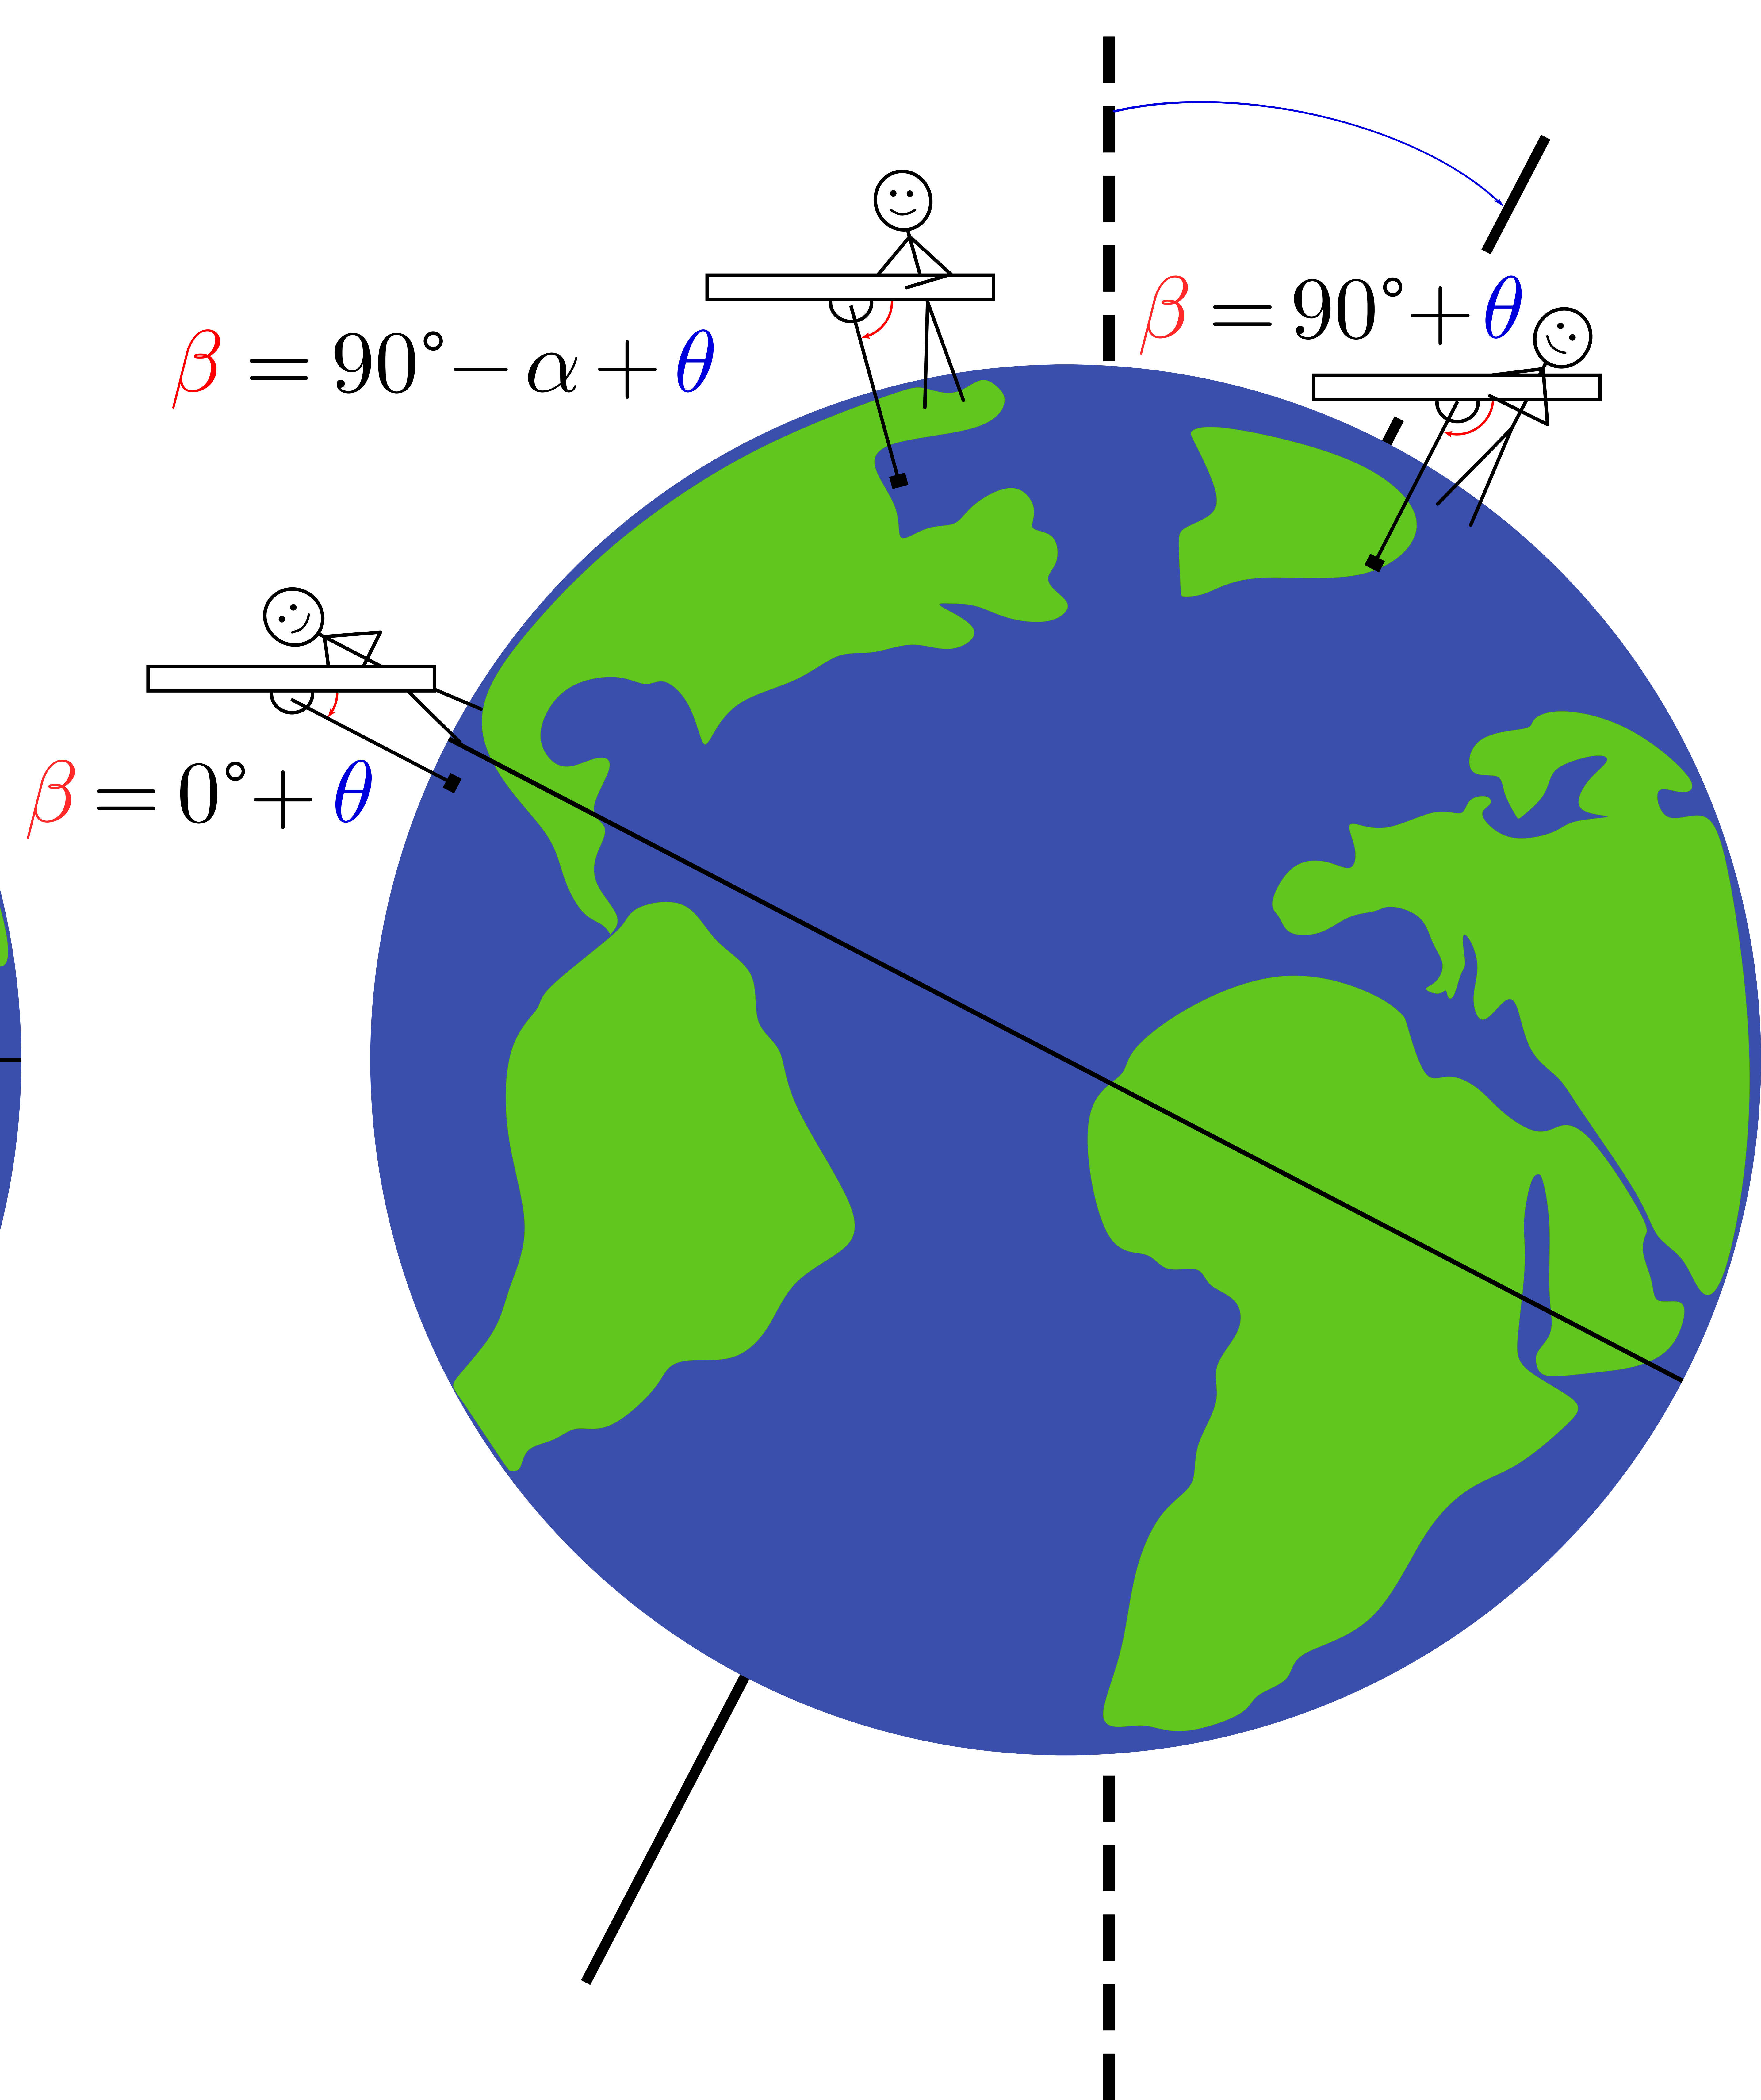 β = 90° + θ
β = 90° − α + θ
β = 0° + θ